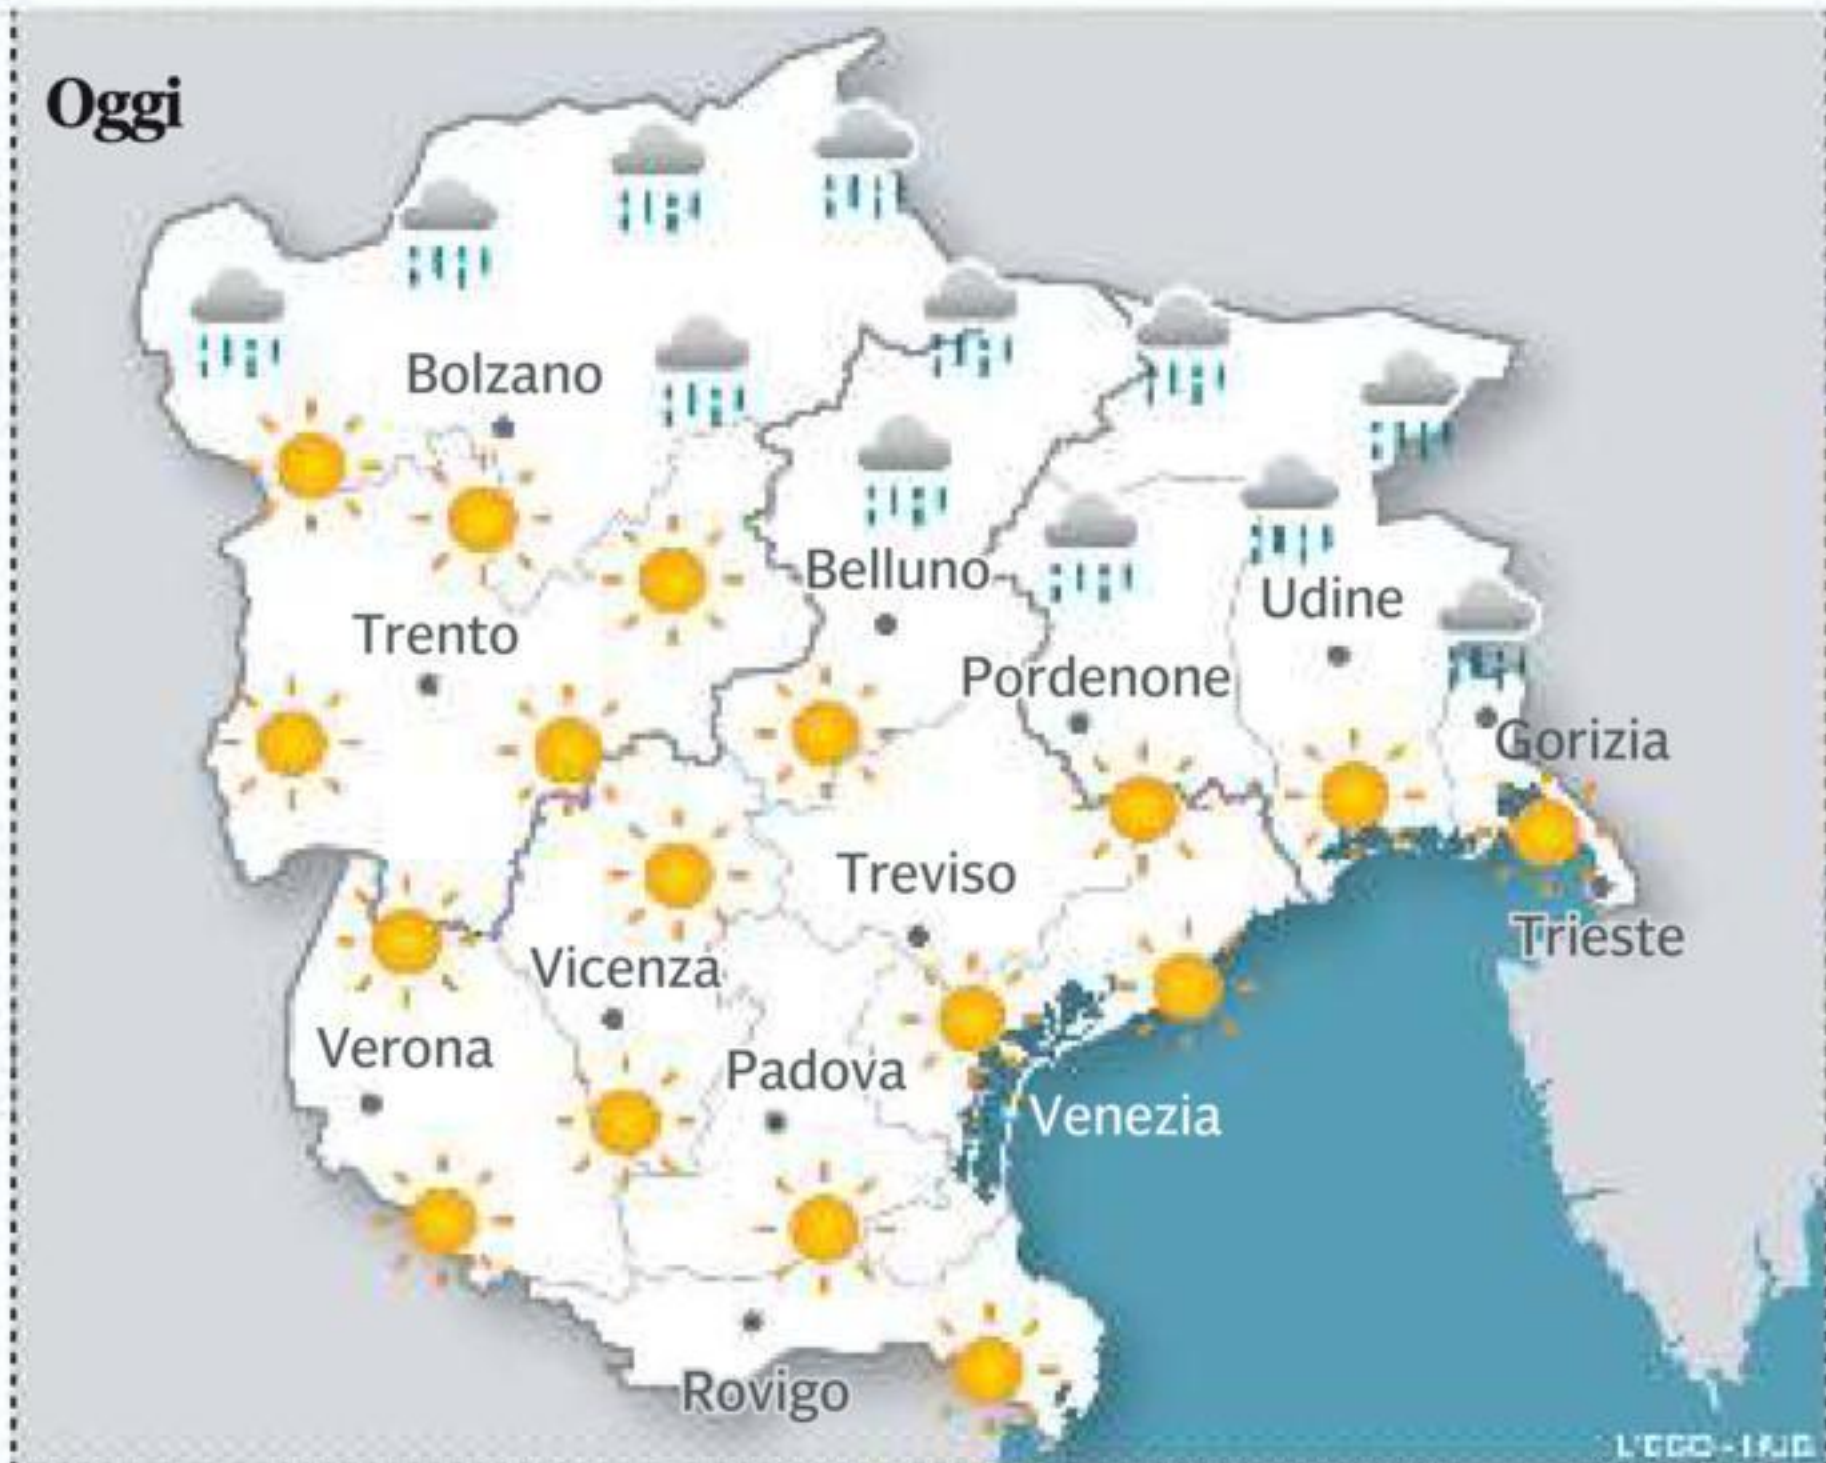 Oggi
Bolzano
Belluno
Udine
Trento
Pordenone
Gorizia
Treviso
Trieste
Vicenza
Verona
Padova
Venezia
Rovigo